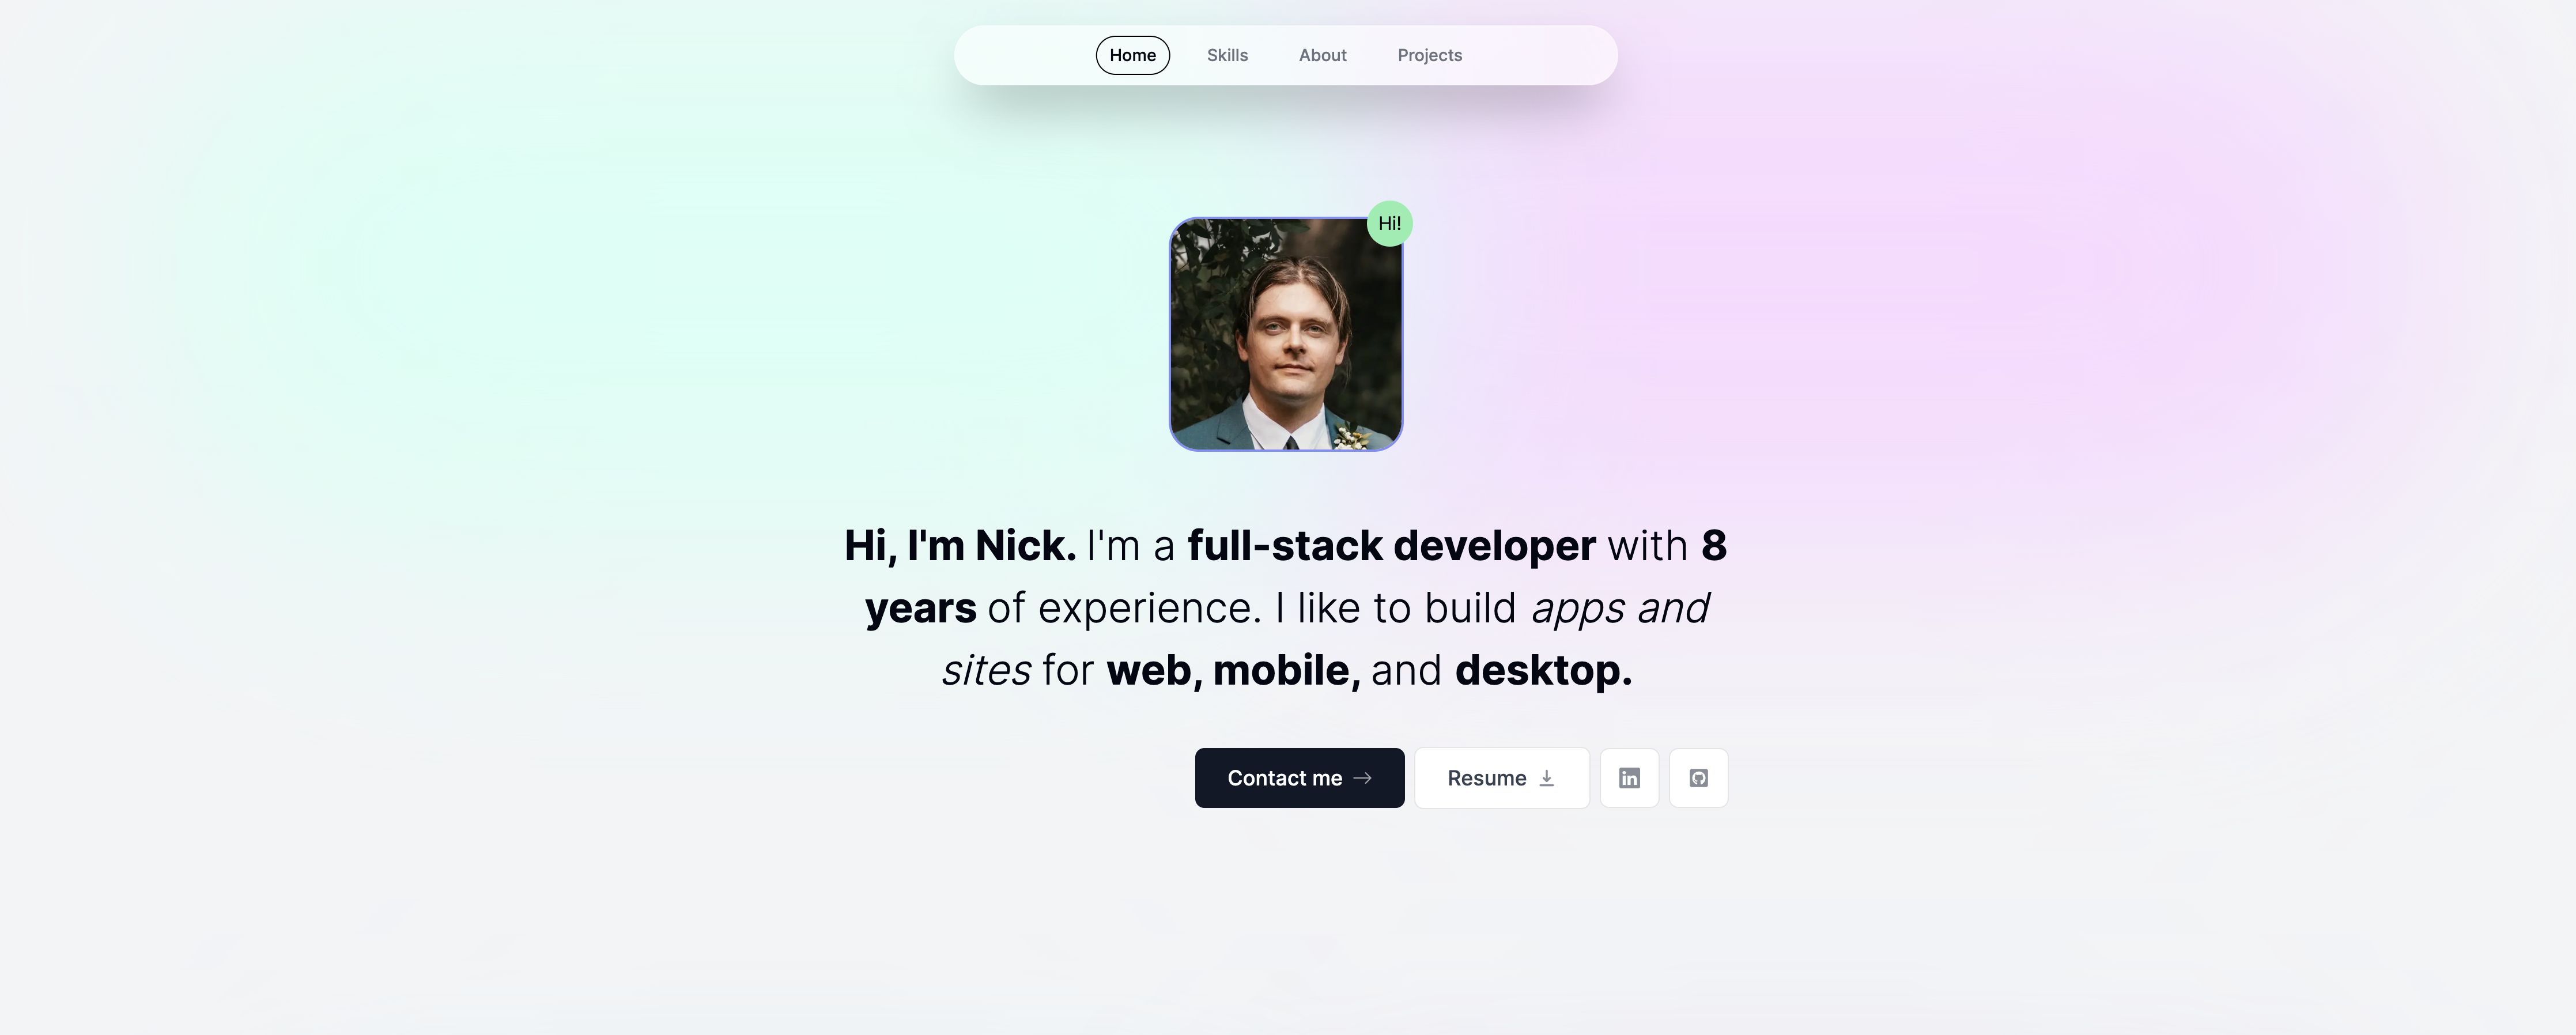 Home Skills About Projects
Hi!
Hi, I'm Nick. I'm a full-stack developer with 8
years of experience. I like to build apps and
sites for web, mobile, and desktop.
Contact me → Resume in